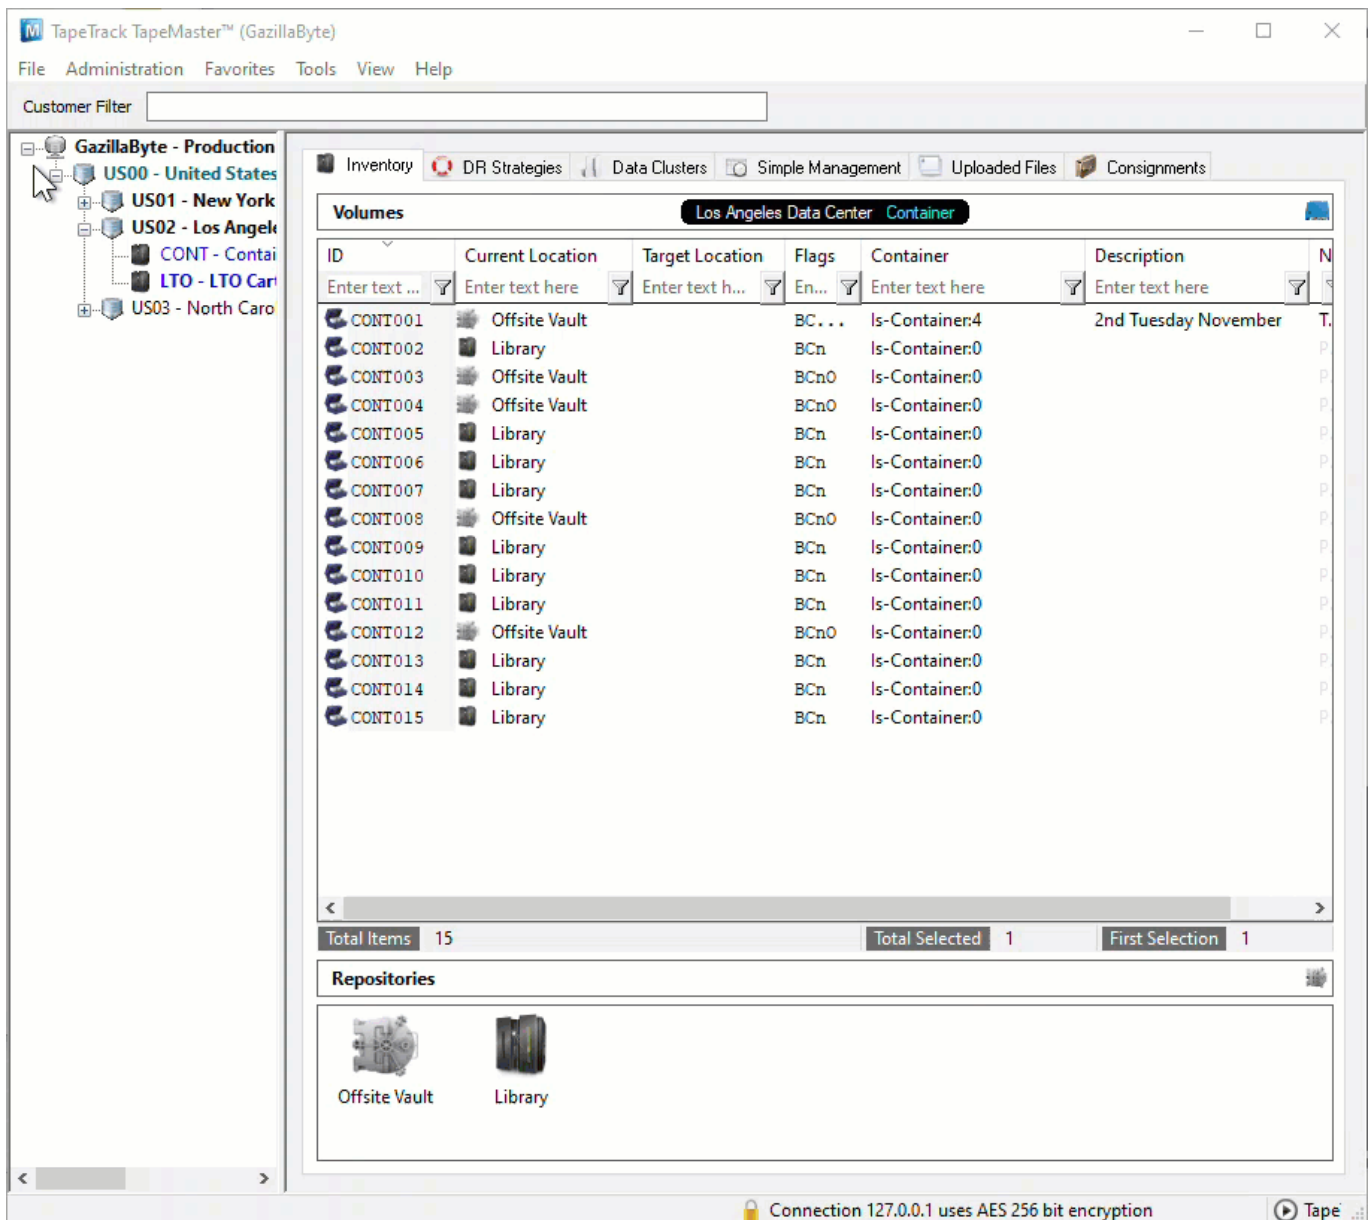 TapeTrack TapeMaster™ (GazillaByte)
File Administration Favorites Tools View Help
Customer Filter
GazillaByte - Production
US00 - United States
US01 - New York
US02 - Los Angele
CONT - Contai
LTO - LTO Car
US03 - North Caro
Inventory DR Strategies Data Clusters Simple Management Uploaded Files Consignments
Volumes Los Angeles Data Center Container
ID Current Location Target Location Flags Container Description N
Enter text ... Enter text here Enter text h... En... Enter text here Enter text here
CONT001 Offsite Vault BC... Is-Container:4 2nd Tuesday November T.
CONT002 Library BCn Is-Container:0 P.
CONT003 Offsite Vault BCnO Is-Container:0 P.
CONT004 Offsite Vault BCnO Is-Container:0 P.
CONT005 Library BCn Is-Container:0 P.
CONT006 Library BCn Is-Container:0 P.
CONT007 Library BCn Is-Container:0 P.
CONT008 Offsite Vault BCnO Is-Container:0 P.
CONT009 Library BCn Is-Container:0 P.
CONT010 Library BCn Is-Container:0 P.
CONT011 Library BCn Is-Container:0 P.
CONT012 Offsite Vault BCnO Is-Container:0 P.
CONT013 Library BCn Is-Container:0 P.
CONT014 Library BCn Is-Container:0 P.
CONT015 Library BCn Is-Container:0 P.
Total Items 15 Total Selected 1 First Selection 1
Repositories
Offsite Vault Library
Connection 127.0.0.1 uses AES 256 bit encryption Tape